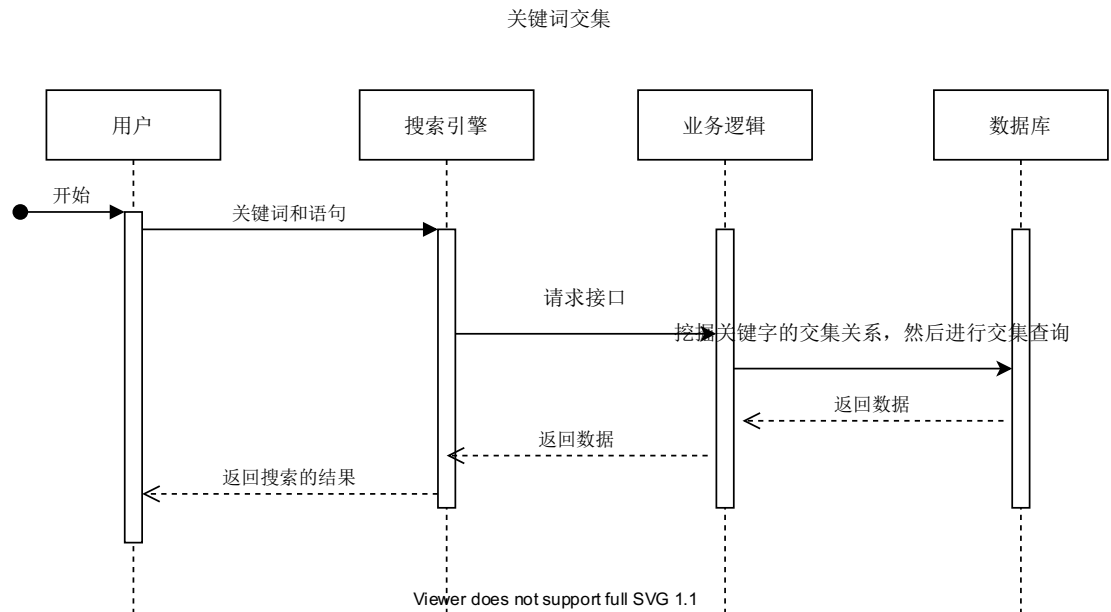 关键词交集
用户
搜索引擎
业务逻辑
数据库
开始
关键词和语句
请求接口
挖掘关键字的交集关系，然后进行交集查询
返回数据
返回数据
返回搜索的结果
Viewer does not support full SVG 1.1